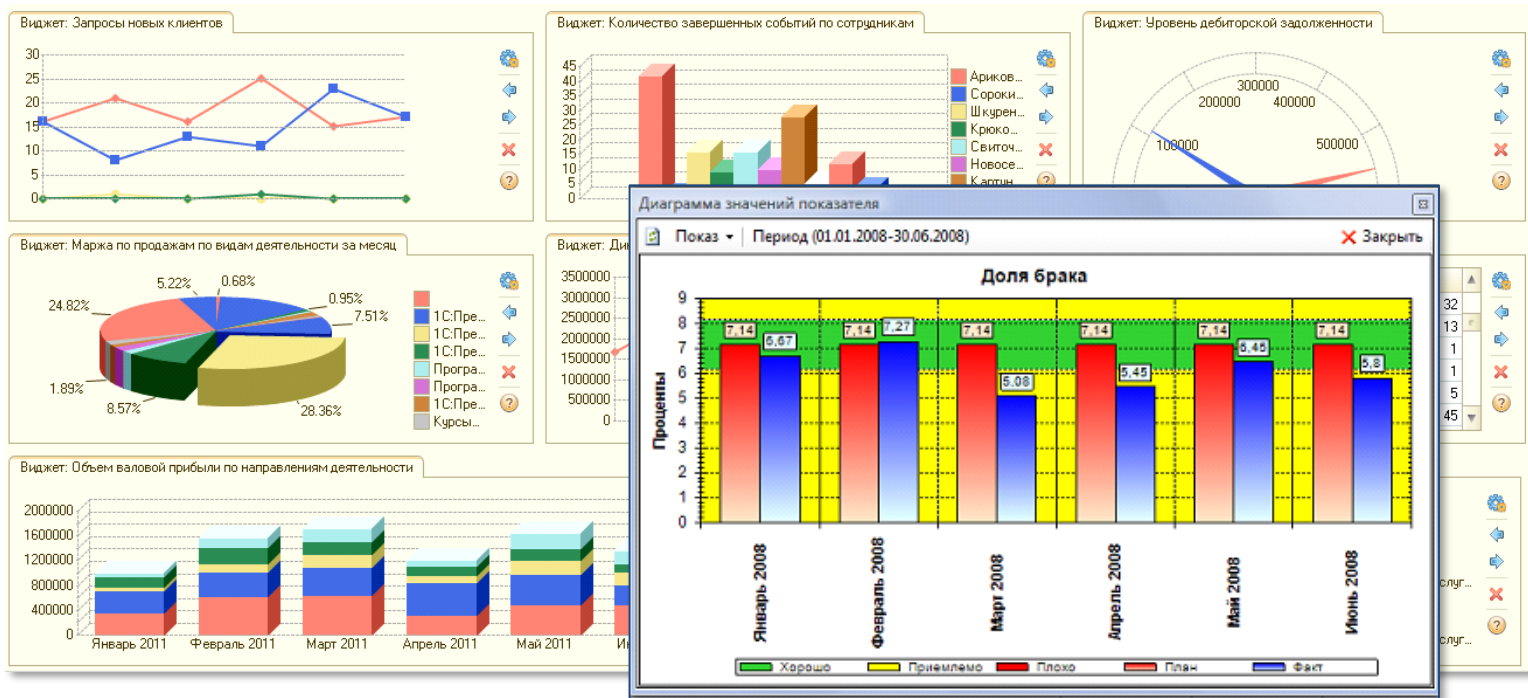 Виджет: Запросы новых клиентов
30
25
20
15
10
5
0
Виджет: Количество завершенных событий по сотрудникам
45
40
35
30
25
20
15
10
5
0
Ариков...
Сороки...
Шкурен...
Крюко...
Свиточ...
Новосе...
Картин...
Виджет: Уровень дебиторской задолженности
100000
200000
300000
400000
500000
Виджет: Маржа по продажам по видам деятельности за месяц
5.22%
0.68%
24.82%
0.95%
7.51%
1.89%
8.57%
28.36%
1С:Пре...
1С:Пре...
1С:Пре...
Програ...
Програ...
1С:Пре...
Курсы...
3500000
3000000
2500000
2000000
1500000
1000000
500000
0
32
13
1
1
5
45
Виджет: Объем валовой прибыли по направлениям деятельности
2000000
1600000
1200000
800000
400000
0
Январь 2011
Февраль 2011
Март 2011
Апрель 2011
Май 2011
Диаграмма значений показателя
Показ
Период (01.01.2008-30.06.2008)
Закрыть
Доля брака
Проценты
9
8
7
6
5
4
3
2
1
0
7,14
6,67
7,14
7,27
7,14
5,08
7,14
5,45
7,14
6,46
7,14
5,8
Январь 2008
Февраль 2008
Март 2008
Апрель 2008
Май 2008
Июнь 2008
Хорошо
Приемлемо
Плохо
План
Факт